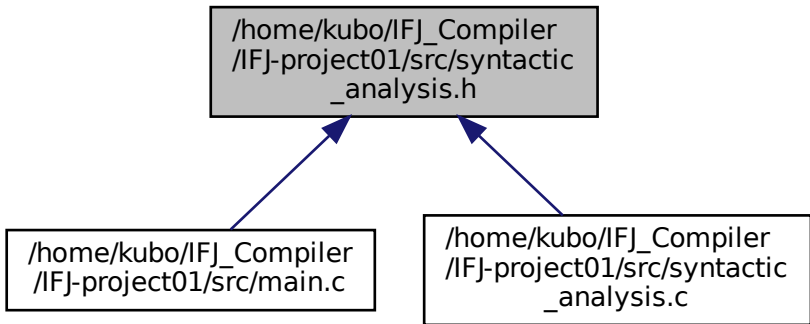 /home/kubo/IFJ_Compiler
/IFJ-project01/src/syntactic
_analysis.h
/home/kubo/IFJ_Compiler
/IFJ-project01/src/main.c
/home/kubo/IFJ_Compiler
/IFJ-project01/src/syntactic
_analysis.c